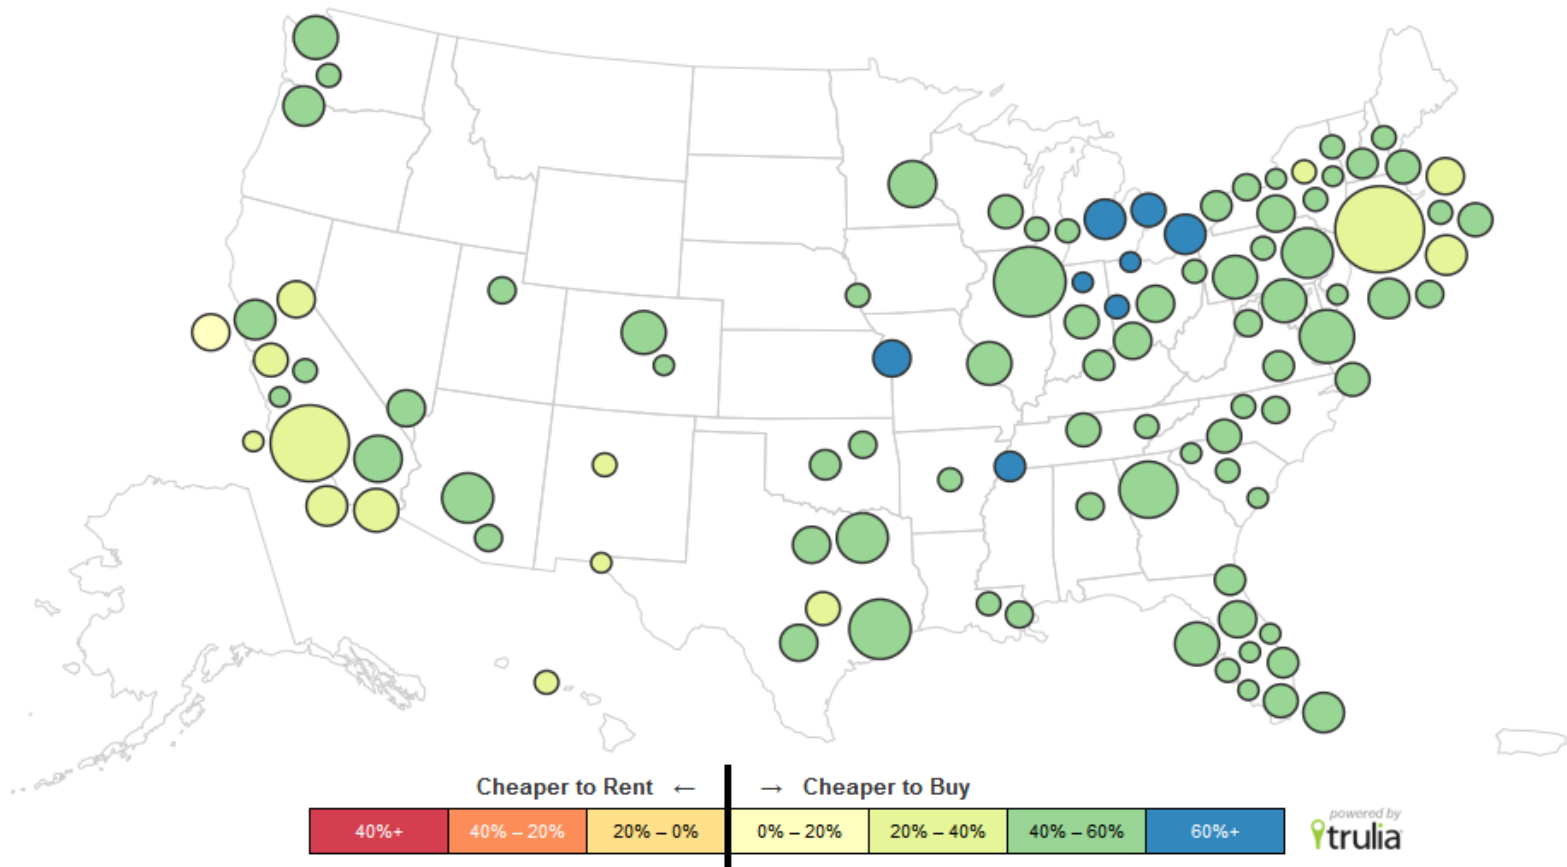 Cheaper to Rent ← → Cheaper to Buy
40%+ 40% – 20% 20% – 0% 0% – 20% 20% – 40% 40% – 60% 60%+
powered by
trulia